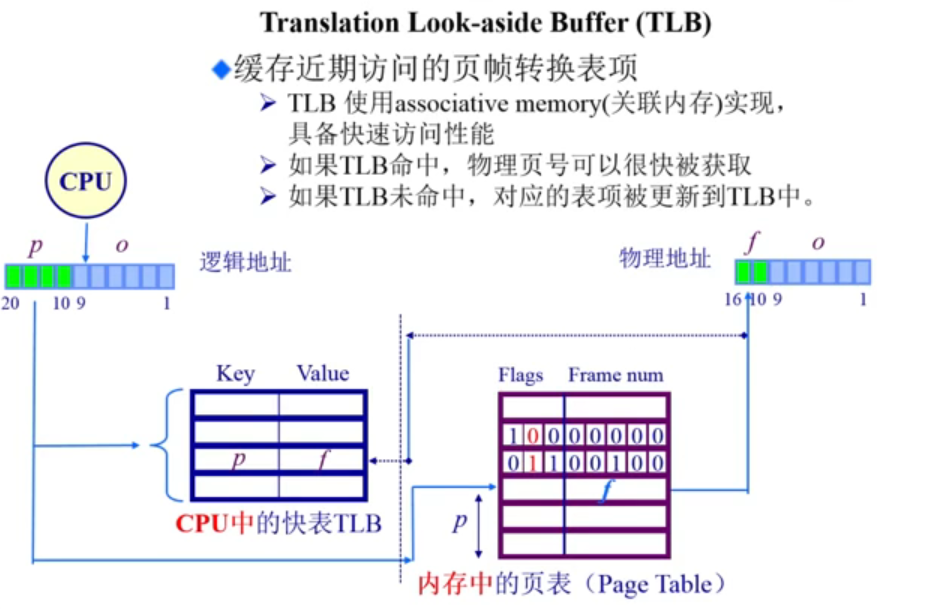 Translation Look-aside Buffer (TLB)
缓存近期访问的页帧转换表项
TLB 使用associative memory(关联内存)实现，
具备快速访问性能
如果TLB命中，物理页号可以很快被获取
如果TLB未命中，对应的表项被更新到TLB中。
CPU
p o
逻辑地址
20 10 9 1
物理地址
f o
16 10 9 1
Key Value
p f
CPU中的快表TLB
Flags Frame num
1 0 0 0 0 0 0 0
0 1 1 0 0 1 0 0
f
p
内存中的页表（Page Table）